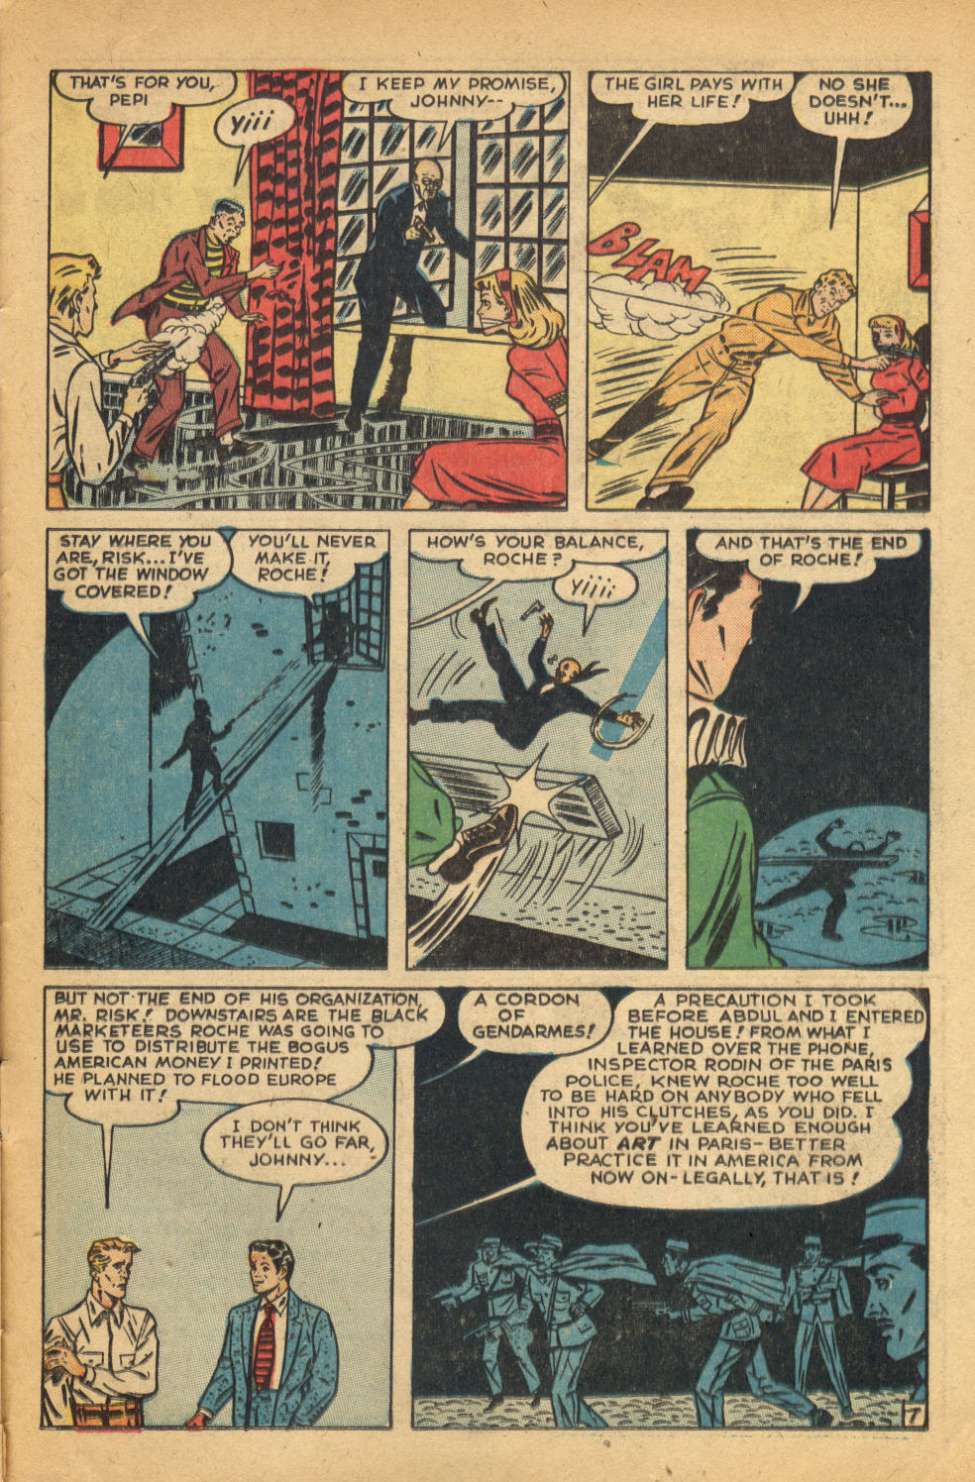 THAT'S FOR YOU,
PEPI
YIII
I KEEP MY PROMISE,
JOHNNY--
THE GIRL PAYS WITH
HER LIFE!
NO SHE
DOESN'T...
UHH!
BLAM
STAY WHERE YOU
ARE, RISK... I'VE
GOT THE WINDOW
COVERED!
YOU'LL NEVER
MAKE IT,
ROCHE!
HOW'S YOUR BALANCE,
ROCHE?
YIIII
AND THAT'S THE END
OF ROCHE!
BUT NOT THE END OF HIS ORGANIZATION,
MR. RISK! DOWNSTAIRS ARE THE BLACK
MARKETEERS ROCHE WAS GOING TO
USE TO DISTRIBUTE THE BOGUS
AMERICAN MONEY I PRINTED!
HE PLANNED TO FLOOD EUROPE
WITH IT!
I DON'T THINK
THEY'LL GO FAR,
JOHNNY...
A CORDON
OF
GENDARMES!
A PRECAUTION I TOOK
BEFORE ABDUL AND I ENTERED
THE HOUSE! FROM WHAT I
LEARNED OVER THE PHONE,
INSPECTOR RODIN OF THE PARIS
POLICE, KNEW ROCHE TOO WELL
TO BE HARD ON ANYBODY WHO FELL
INTO HIS CLUTCHES, AS YOU DID. I
THINK YOU'VE LEARNED ENOUGH
ABOUT ART IN PARIS-BETTER
PRACTICE IT IN AMERICA FROM
NOW ON-LEGALLY, THAT IS!
7